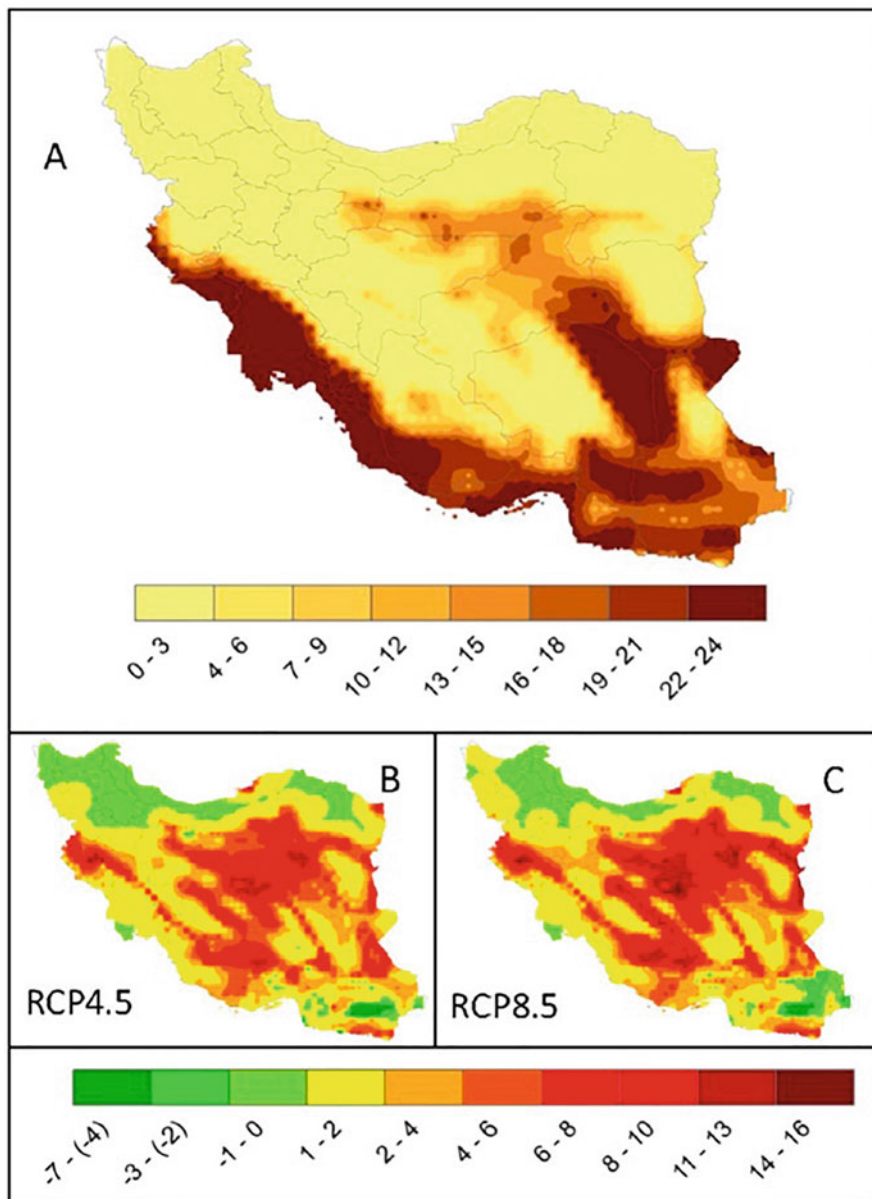 A
0 - 3
4 - 6
7 - 9
10 - 12
13 - 15
16 - 18
19 - 21
22 - 24
B
RCP4.5
C
RCP8.5
-7 - (-4)
-3 - (-2)
-1 - 0
1 - 2
2 - 4
4 - 6
6 - 8
8 - 10
11 - 13
14 - 16